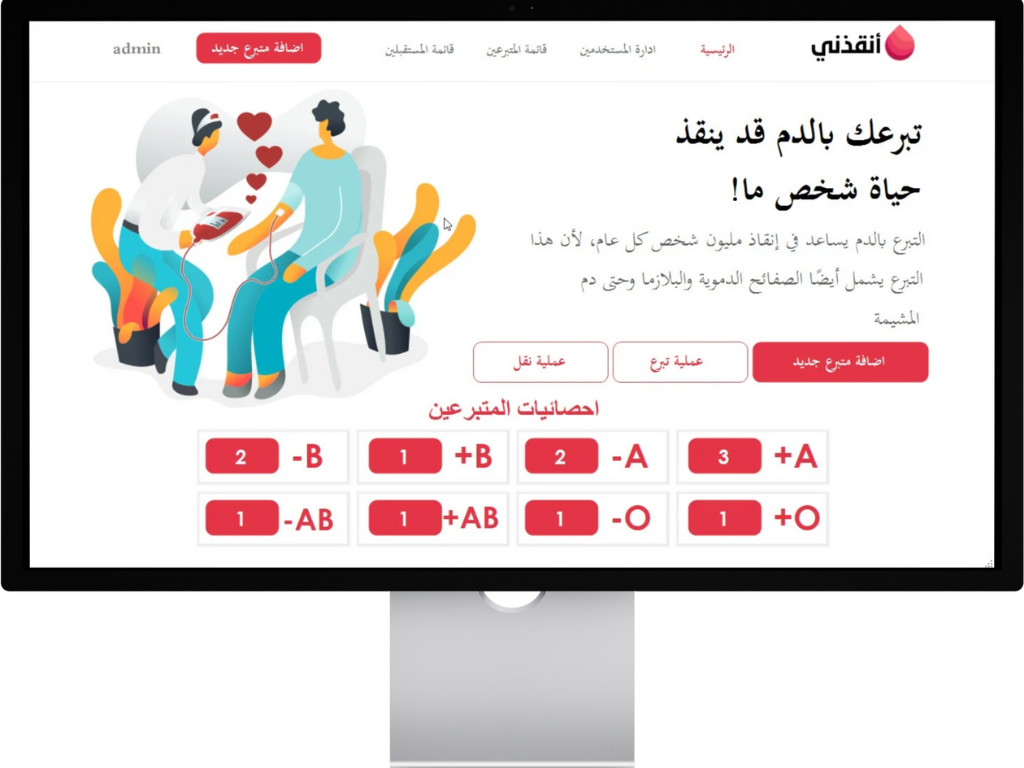 أنقذني
الرئيسية
ادارة المستخدمين
قائمة المتبرعين
قائمة المستقبلين
اضافة متبرع جديد
admin
تبرعك بالدم قد ينقذ
حياة شخص ما!
التبرع بالدم يساعد في إنقاذ مليون شخص كل عام، لأن هذا
التبرع يشمل أيضًا الصفائح الدموية والبلازما وحتى دم
المشيمة
اضافة متبرع جديد
عملية تبرع
عملية نقل
احصائيات المتبرعين
+A 3
-A 2
+B 1
-B 2
+O 1
-O 1
+AB 1
-AB 1